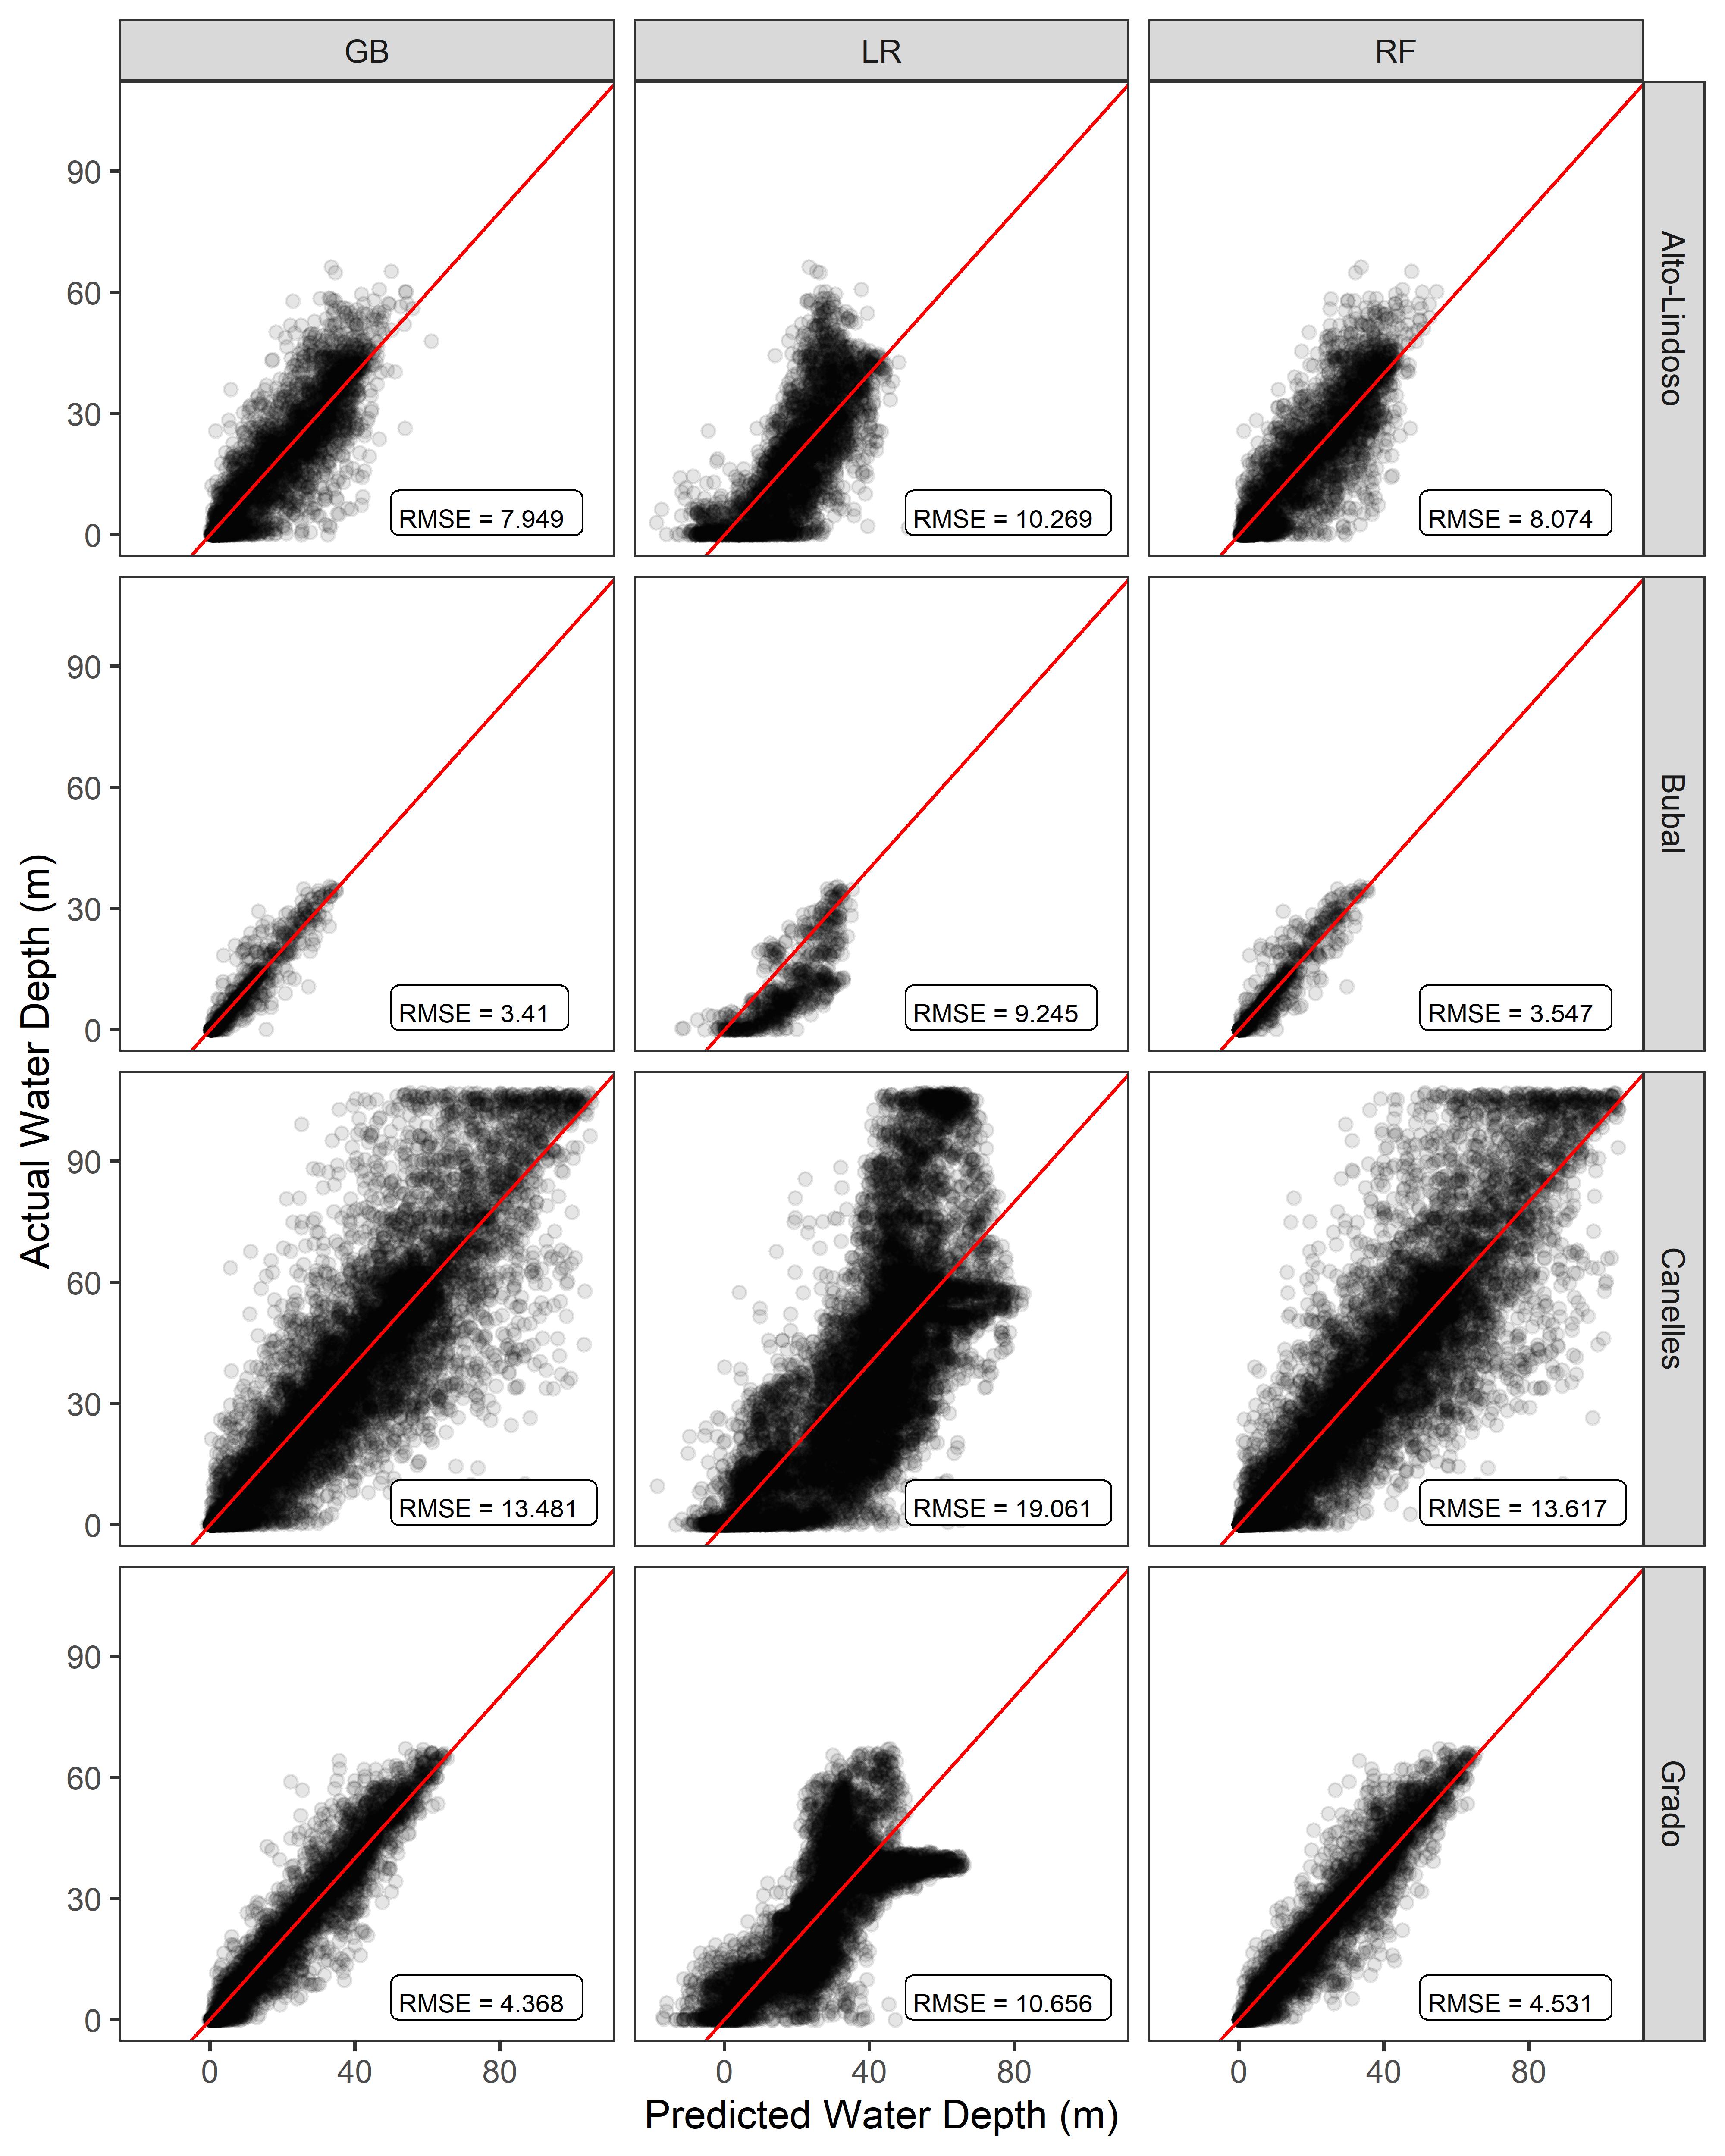 GB
LR
RF
90
60
30
0
RMSE = 7.949
RMSE = 10.269
RMSE = 8.074
Alto-Lindoso
90
60
30
0
RMSE = 3.41
RMSE = 9.245
RMSE = 3.547
Bubal
90
60
30
0
RMSE = 13.481
RMSE = 19.061
RMSE = 13.617
Canelles
90
60
30
0
RMSE = 4.368
RMSE = 10.656
RMSE = 4.531
Grado
0 40 80
0 40 80
0 40 80
Actual Water Depth (m)
Predicted Water Depth (m)